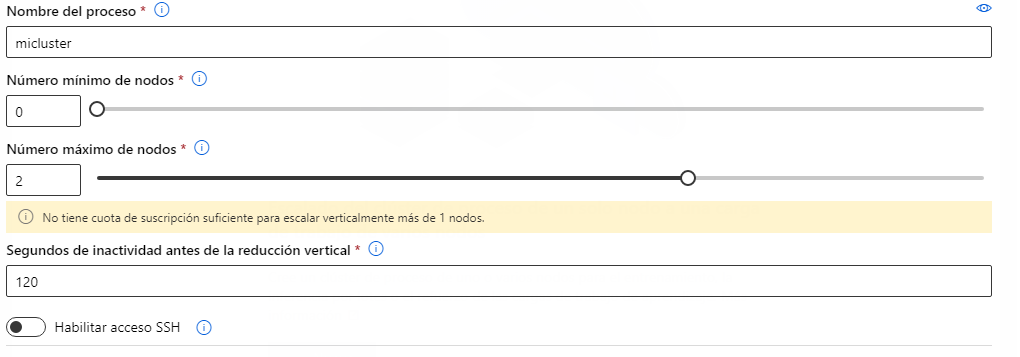 Nombre del proceso *
micluster
Número mínimo de nodos *
0
Número máximo de nodos *
2
No tiene cuota de suscripción suficiente para escalar verticalmente más de 1 nodos.
Segundos de inactividad antes de la reducción vertical *
120
Habilitar acceso SSH